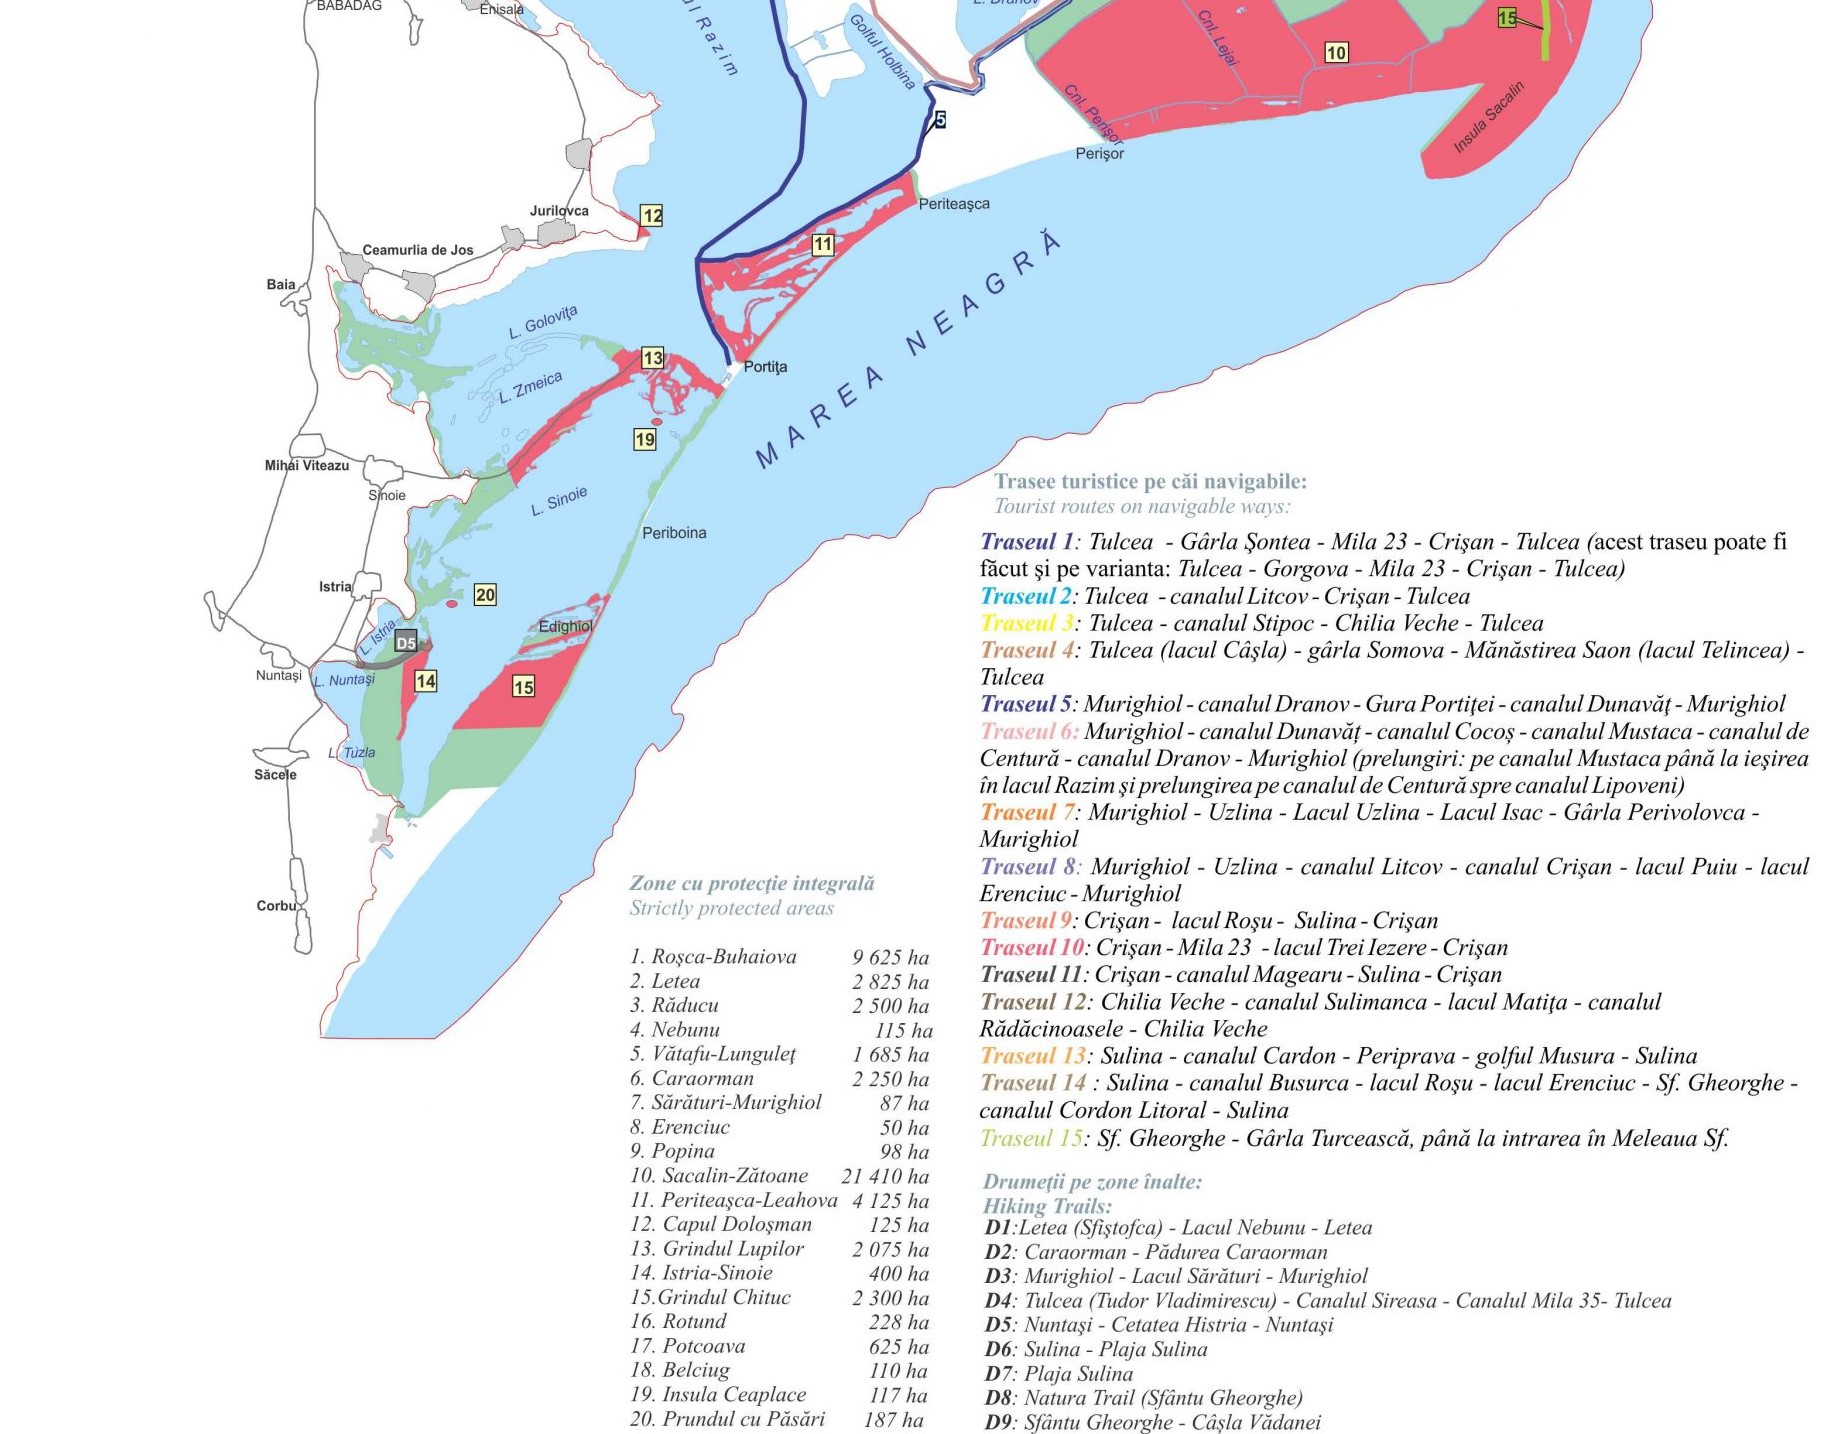 BABADAG
Enisala
ul Razim
Golful Holbina
L. Dranov
Cnl. Lejai
10
15
Cnl. Perişor
Insula Sacalin
5
Perişor
Periteaşca
12
Jurilovca
11
Ceamurlia de Jos
Baia
MAREA NEAGRĂ
L. Goloviţa
13
L. Zmeica
Portiţa
19
Mihai Viteazu
Sinoie
L. Sinoie
Periboina
Istria
20
L. Istria
D5
Edighiol
Nuntaşi
L. Nuntaşi
14
15
L. Tuzla
Săcele
Corbu
Zone cu protecţie integrală
Strictly protected areas
1. Roşca-Buhaiova 9 625 ha
2. Letea 2 825 ha
3. Răducu 2 500 ha
4. Nebunu 115 ha
5. Vătafu-Lunguleţ 1 685 ha
6. Caraorman 2 250 ha
7. Sărături-Murighiol 87 ha
8. Erenciuc 50 ha
9. Popina 98 ha
10. Sacalin-Zătoane 21 410 ha
11. Periteaşca-Leahova 4 125 ha
12. Capul Doloşman 125 ha
13. Grindul Lupilor 2 075 ha
14. Istria-Sinoie 400 ha
15.Grindul Chituc 2 300 ha
16. Rotund 228 ha
17. Potcoava 625 ha
18. Belciug 110 ha
19. Insula Ceaplace 117 ha
20. Prundul cu Păsări 187 ha
Trasee turistice pe căi navigabile:
Tourist routes on navigable ways:
Traseul 1: Tulcea - Gârla Şontea - Mila 23 - Crişan - Tulcea (acest traseu poate fi
făcut şi pe varianta: Tulcea - Gorgova - Mila 23 - Crişan - Tulcea)
Traseul 2: Tulcea - canalul Litcov - Crişan - Tulcea
Traseul 3: Tulcea - canalul Stipoc - Chilia Veche - Tulcea
Traseul 4: Tulcea (lacul Câşla) - gârla Somova - Mănăstirea Saon (lacul Telincea) -
Tulcea
Traseul 5: Murighiol - canalul Dranov - Gura Portiţei - canalul Dunavăţ - Murighiol
Traseul 6: Murighiol - canalul Dunavăț - canalul Cocoș - canalul Mustaca - canalul de
Centură - canalul Dranov - Murighiol (prelungiri: pe canalul Mustaca până la ieşirea
în lacul Razim şi prelungirea pe canalul de Centură spre canalul Lipoveni)
Traseul 7: Murighiol - Uzlina - Lacul Uzlina - Lacul Isac - Gârla Perivolovca -
Murighiol
Traseul 8: Murighiol - Uzlina - canalul Litcov - canalul Crişan - lacul Puiu - lacul
Erenciuc - Murighiol
Traseul 9: Crişan - lacul Roşu - Sulina - Crişan
Traseul 10: Crişan - Mila 23 - lacul Trei Iezere - Crişan
Traseul 11: Crişan - canalul Magearu - Sulina - Crişan
Traseul 12: Chilia Veche - canalul Sulimanca - lacul Matiţa - canalul
Rădăcinoasele - Chilia Veche
Traseul 13: Sulina - canalul Cardon - Periprava - golful Musura - Sulina
Traseul 14 : Sulina - canalul Busurca - lacul Roşu - lacul Erenciuc - Sf. Gheorghe -
canalul Cordon Litoral - Sulina
Traseul 15: Sf. Gheorghe - Gârla Turcească, până la intrarea în Meleaua Sf.
Drumeţii pe zone înalte:
Hiking Trails:
D1:Letea (Sfiştofca) - Lacul Nebunu - Letea
D2: Caraorman - Pădurea Caraorman
D3: Murighiol - Lacul Sărături - Murighiol
D4: Tulcea (Tudor Vladimirescu) - Canalul Sireasa - Canalul Mila 35- Tulcea
D5: Nuntaşi - Cetatea Histria - Nuntaşi
D6: Sulina - Plaja Sulina
D7: Plaja Sulina
D8: Natura Trail (Sfântu Gheorghe)
D9: Sfântu Gheorghe - Câşla Vădanei